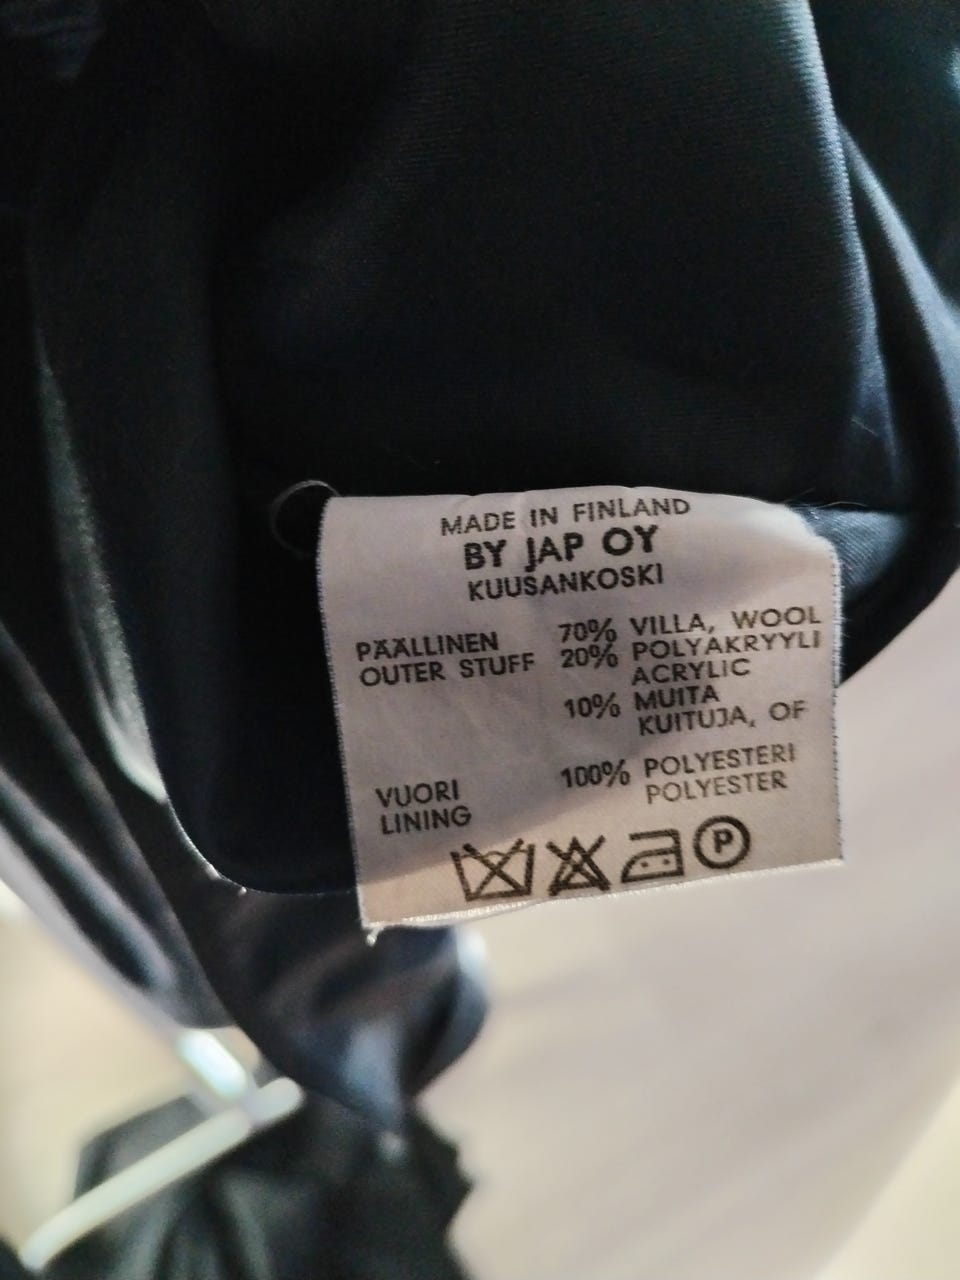 MADE IN FINLAND
BY JAP OY
KUUSANKOSKI
PÄÄLLINEN 70% VILLA, WOOL
OUTER STUFF 20% POLYAKRYYLI
ACRYLIC
10% MUITA
KUITUJA, OF
VUORI 100% POLYESTERI
LINING POLYESTER
P